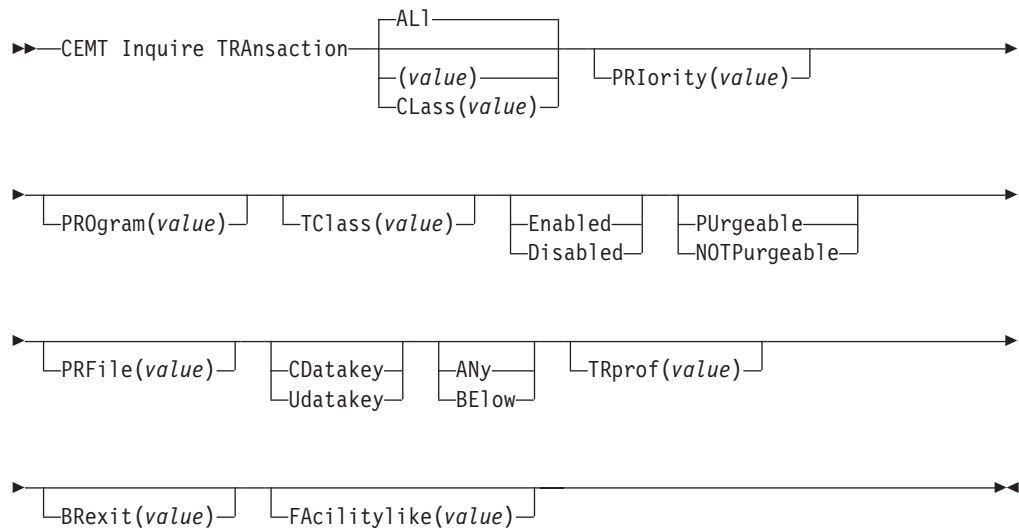 ALl
CEMT Inquire TRAnsaction
(value)
PRIority(value)
CLass(value)
PROgram(value)
TClass(value)
Enabled
PUrgeable
Disabled
NOTPurgeable
PRFile(value)
CDatakey
ANy
TRprof(value)
Udatakey
BElow
BRexit(value)
FAcilitylike(value)